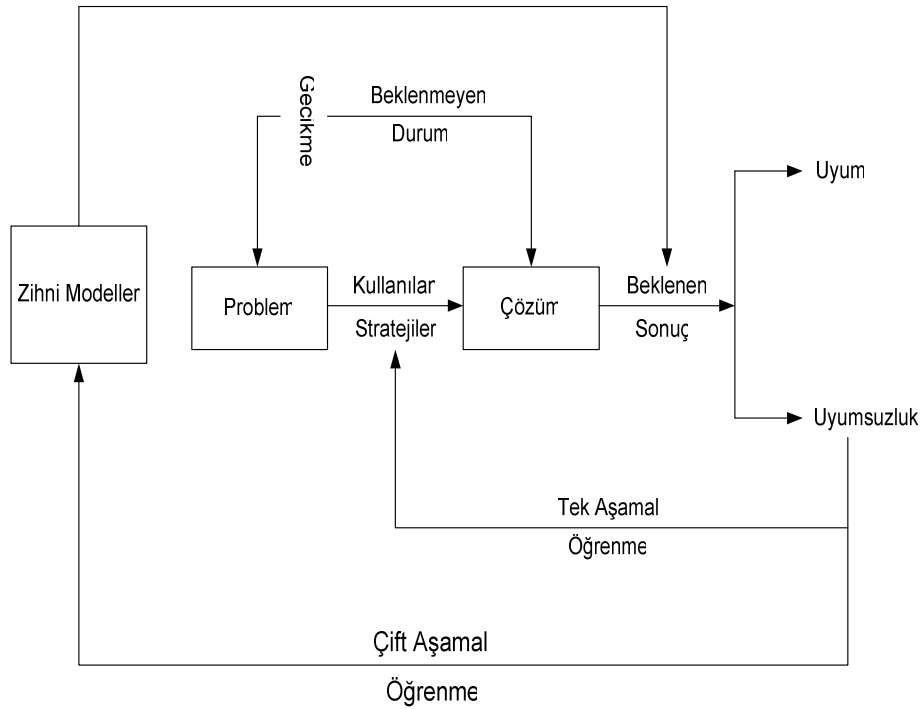 Gecikme
Beklenmeyen
Durum
Uyum
Zihni Modeller
Problem
Kullanılar
Stratejiler
Çözüm
Beklenen
Sonuç
Uyumsuzluk
Tek Aşamal
Öğrenme
Çift Aşamal
Öğrenme